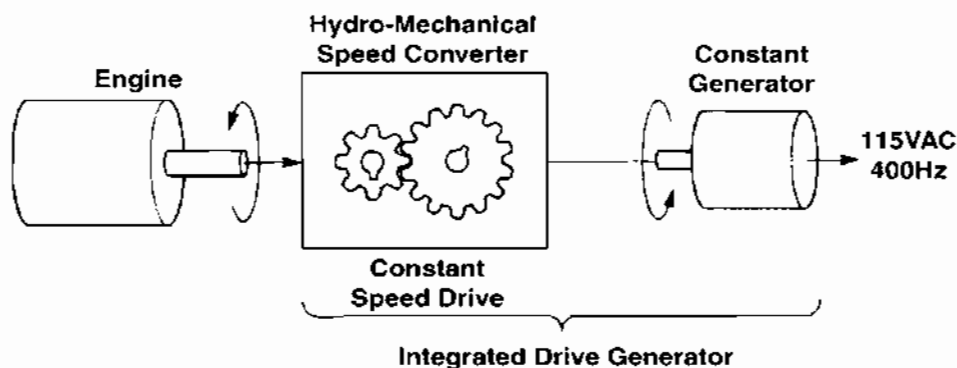 Hydro-Mechanical
Speed Converter
Engine
Constant
Generator
115VAC
400Hz
Constant
Speed Drive
Integrated Drive Generator